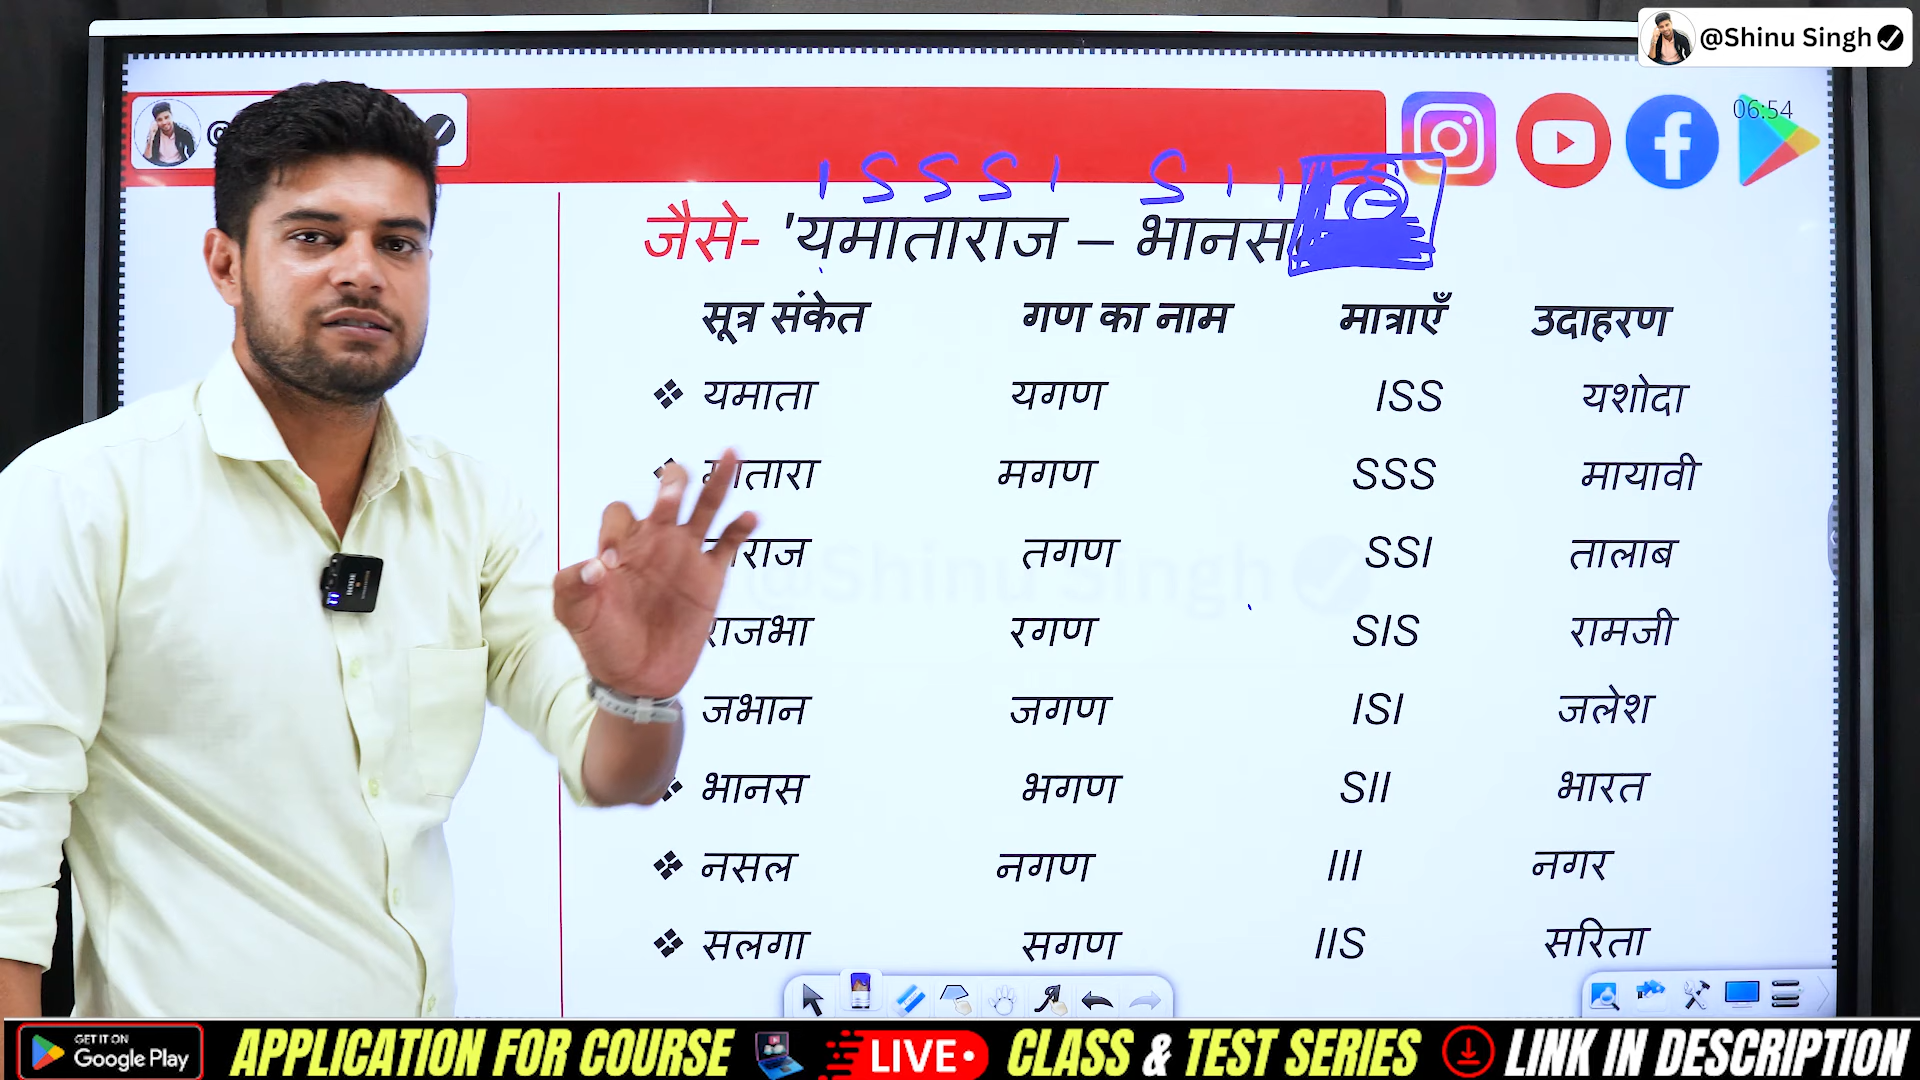 @Shinu Singh
06:54
I S S S I S I I
जैसे- 'यमाताराज – भानस
सूत्र संकेत गण का नाम मात्राएँ उदाहरण
यमाता यगण ISS यशोदा
मातारा मगण SSS मायावी
राज तगण SSI तालाब
राजभा रगण SIS रामजी
जभान जगण ISI जलेश
भानस भगण SII भारत
नसल नगण III नगर
सलगा सगण IIS सरिता
@Shinu Singh
GET IT ON Google Play APPLICATION FOR COURSE LIVE CLASS & TEST SERIES LINK IN DESCRIPTION